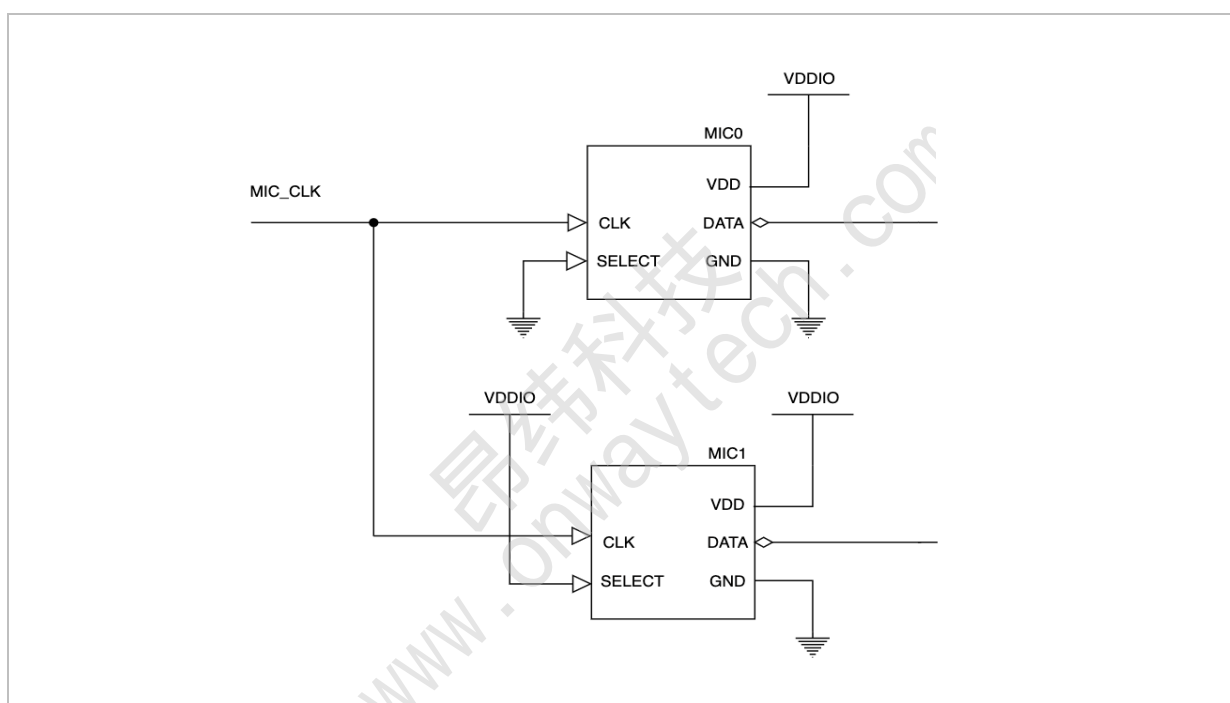 VDDIO
MIC0
VDD
MIC_CLK
CLK
DATA
SELECT
GND
VDDIO
VDDIO
MIC1
VDD
CLK
DATA
SELECT
GND
昂纬科技
www.onwaytech.com